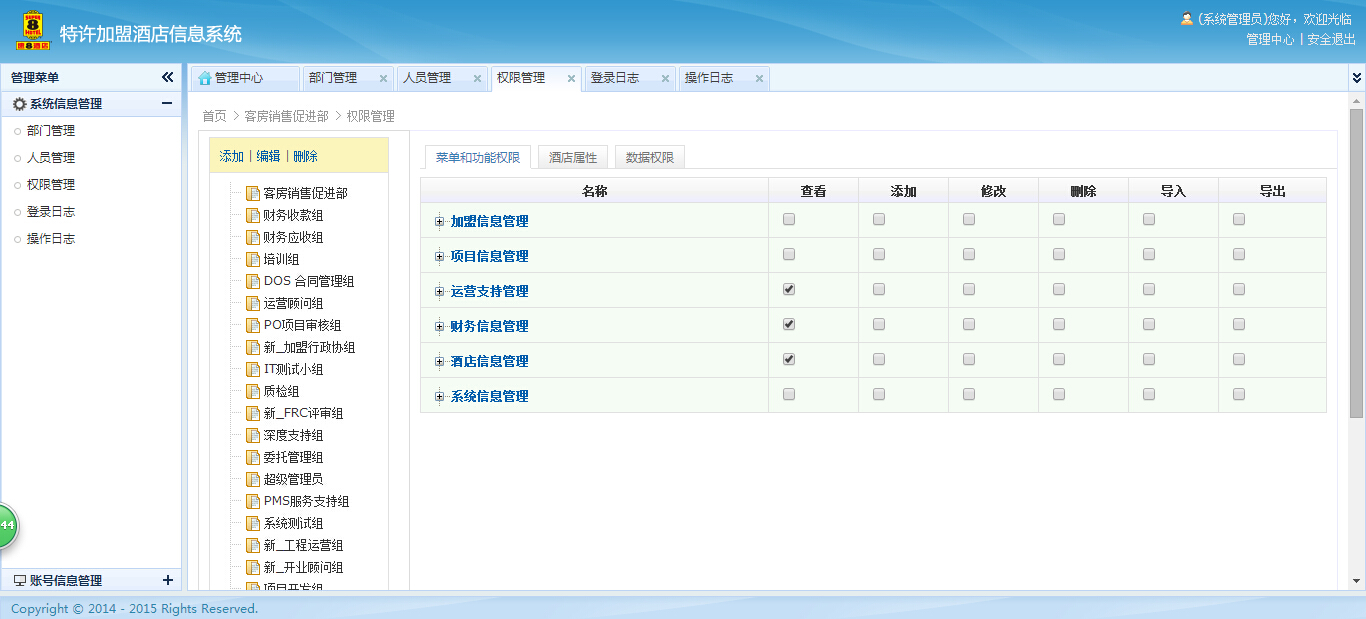 SUPER
8
HOTEL
速8酒店
特许加盟酒店信息系统
(系统管理员)您好，欢迎光临
管理中心 | 安全退出
管理菜单
管理中心 部门管理 人员管理 权限管理 登录日志 操作日志
系统信息管理
部门管理
人员管理
权限管理
登录日志
操作日志
44
账号信息管理
首页 > 客房销售促进部 > 权限管理
添加 | 编辑 | 删除
客房销售促进部
财务收款组
财务应收组
培训组
DOS 合同管理组
运营顾问组
PO项目审核组
新_加盟行政协组
IT测试小组
质检组
新_FRC评审组
深度支持组
委托管理组
超级管理员
PMS服务支持组
系统测试组
新_工程运营组
新_开业顾问组
项目开发组
菜单和功能权限 酒店属性 数据权限
名称 查看 添加 修改 删除 导入 导出
加盟信息管理
项目信息管理
运营支持管理
财务信息管理
酒店信息管理
系统信息管理
Copyright © 2014 - 2015 Rights Reserved.